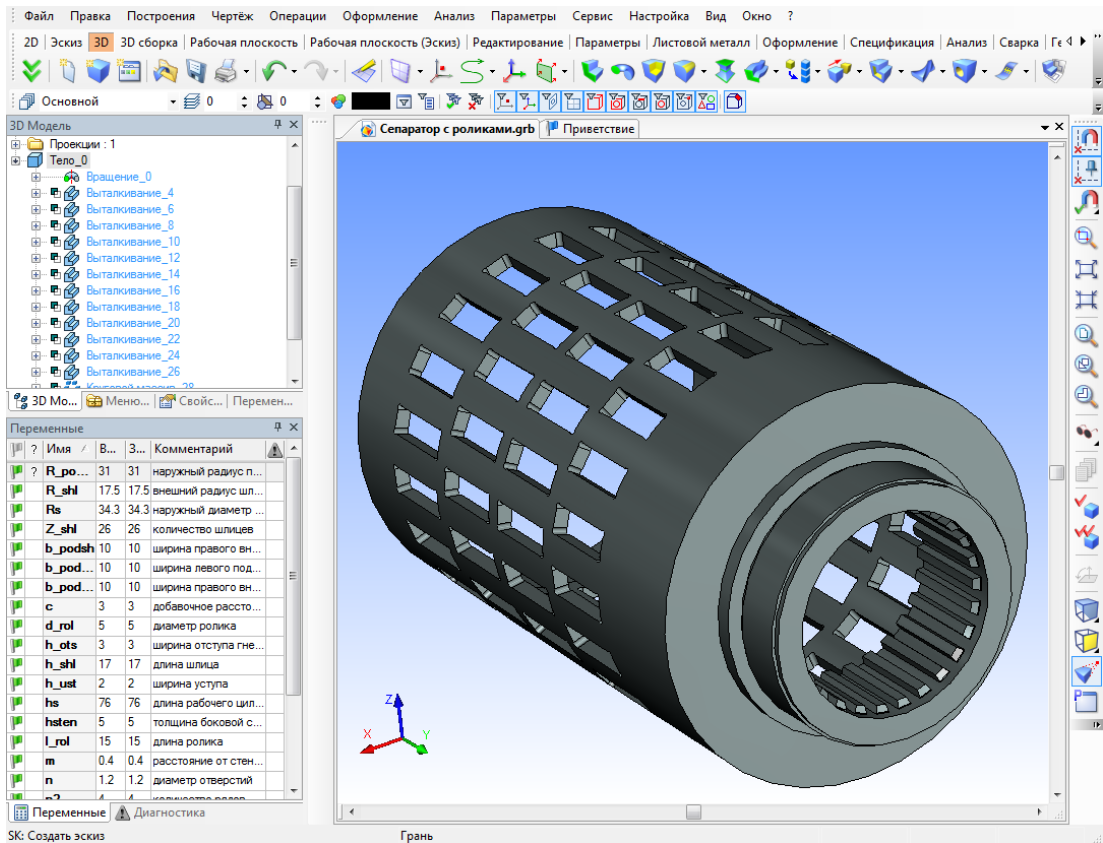 Файл Правка Построения Чертёж Операции Оформление Анализ Параметры Сервис Настройка Вид Окно ?
2D Эскиз 3D 3D сборка Рабочая плоскость Рабочая плоскость (Эскиз) Редактирование Параметры Листовой металл Оформление Спецификация Анализ Сварка Ге
Основной 0 0
3D Модель
Сепаратор с роликами.grb Приветствие
Проекции : 1
Тело_0
Вращение_0
Выталкивание_4
Выталкивание_6
Выталкивание_8
Выталкивание_10
Выталкивание_12
Выталкивание_14
Выталкивание_16
Выталкивание_18
Выталкивание_20
Выталкивание_22
Выталкивание_24
Выталкивание_26
Круговой массив_28
3D Мо... Меню... Свойс... Перемен...
Переменные
? Имя В... З... Комментарий
? R_po... 31 31 наружный радиус п...
R_shl 17.5 17.5 внешний радиус шл...
Rs 34.3 34.3 наружный диаметр ...
Z_shl 26 26 количество шлицев
b_podsh 10 10 ширина правого вн...
b_pod... 10 10 ширина левого под...
b_pod... 10 10 ширина правого вн...
c 3 3 добавочное рассто...
d_rol 5 5 диаметр ролика
h_ots 3 3 ширина отступа гне...
h_shl 17 17 длина шлица
h_ust 2 2 ширина уступа
hs 76 76 длина рабочего цил...
hsten 5 5 толщина боковой с...
l_rol 15 15 длина ролика
m 0.4 0.4 расстояние от стен...
n 1.2 1.2 диаметр отверстий
n2 4 4 количество рядов
Z
X
Y
Переменные Диагностика
SK: Создать эскиз Грань